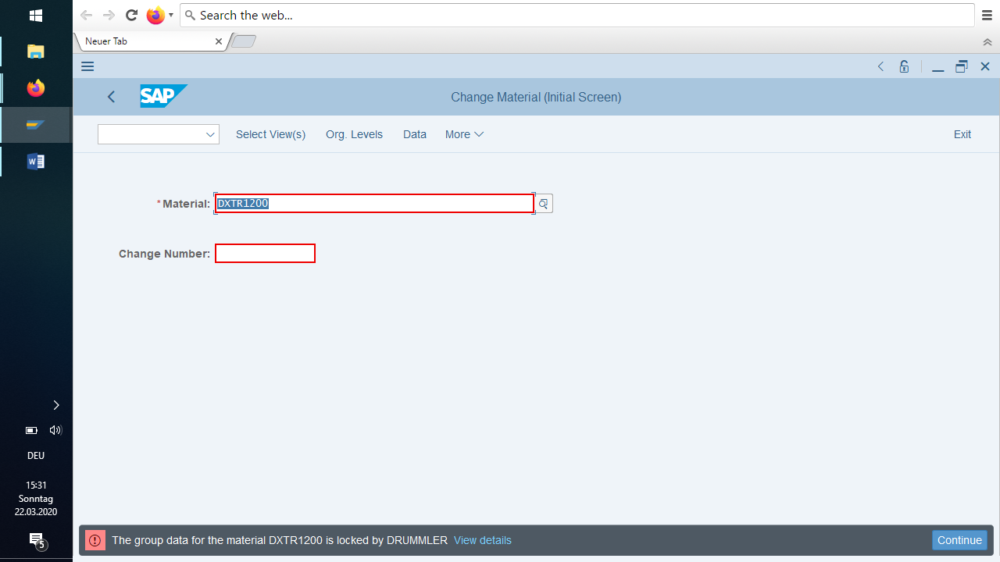 Search the web...
Neuer Tab
SAP
Change Material (Initial Screen)
Select View(s) Org. Levels Data More Exit
* Material: DXTR1200
Change Number:
DEU
15:31
Sonntag
22.03.2020
5
The group data for the material DXTR1200 is locked by DRUMMLER View details Continue